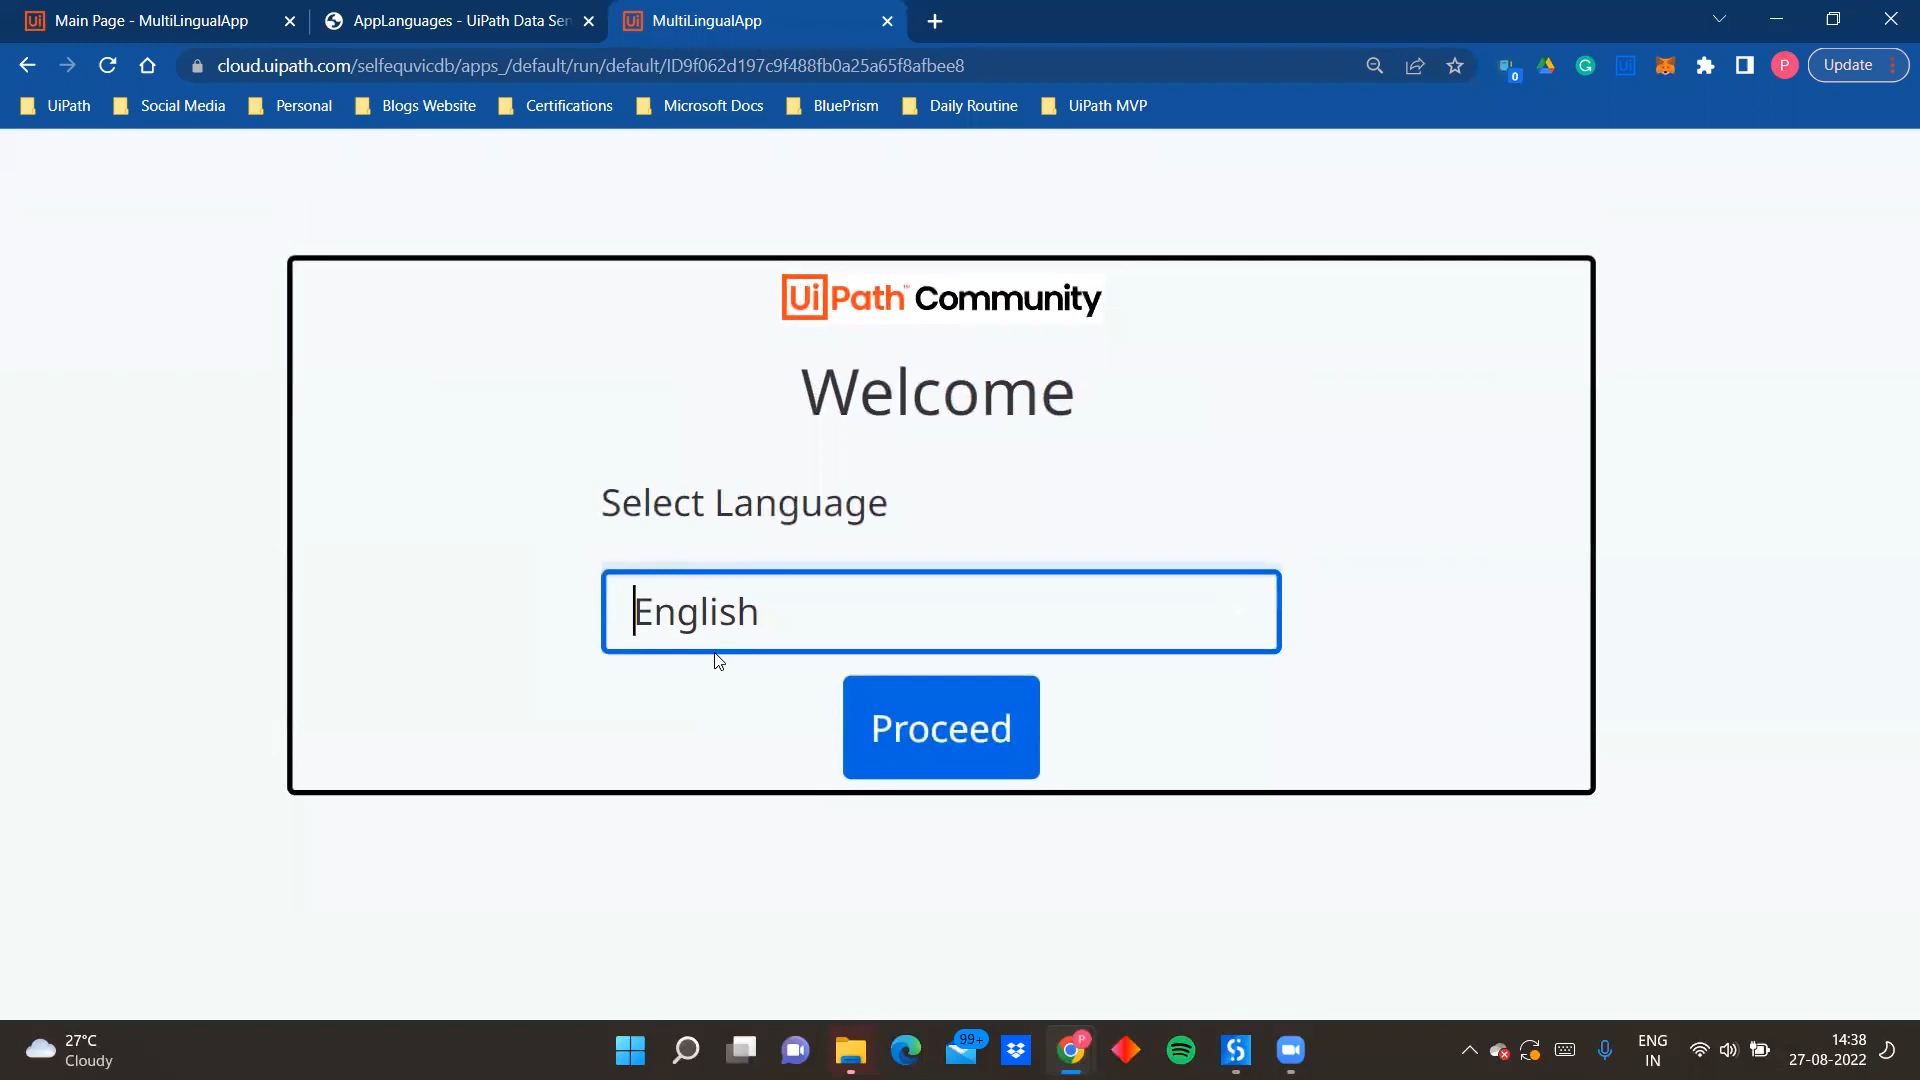 Main Page - MultiLingualApp
AppLanguages - UiPath Data Ser
MultiLingualApp
cloud.uipath.com/selfequvicdb/apps_/default/run/default/ID9f062d197c9f488fb0a25a65f8afbee8
0
P
Update
UiPath
Social Media
Personal
Blogs Website
Certifications
Microsoft Docs
BluePrism
Daily Routine
UiPath MVP
UiPath™ Community
Welcome
Select Language
English
Proceed
27°C
Cloudy
99+
P
ENG
IN
14:38
27-08-2022